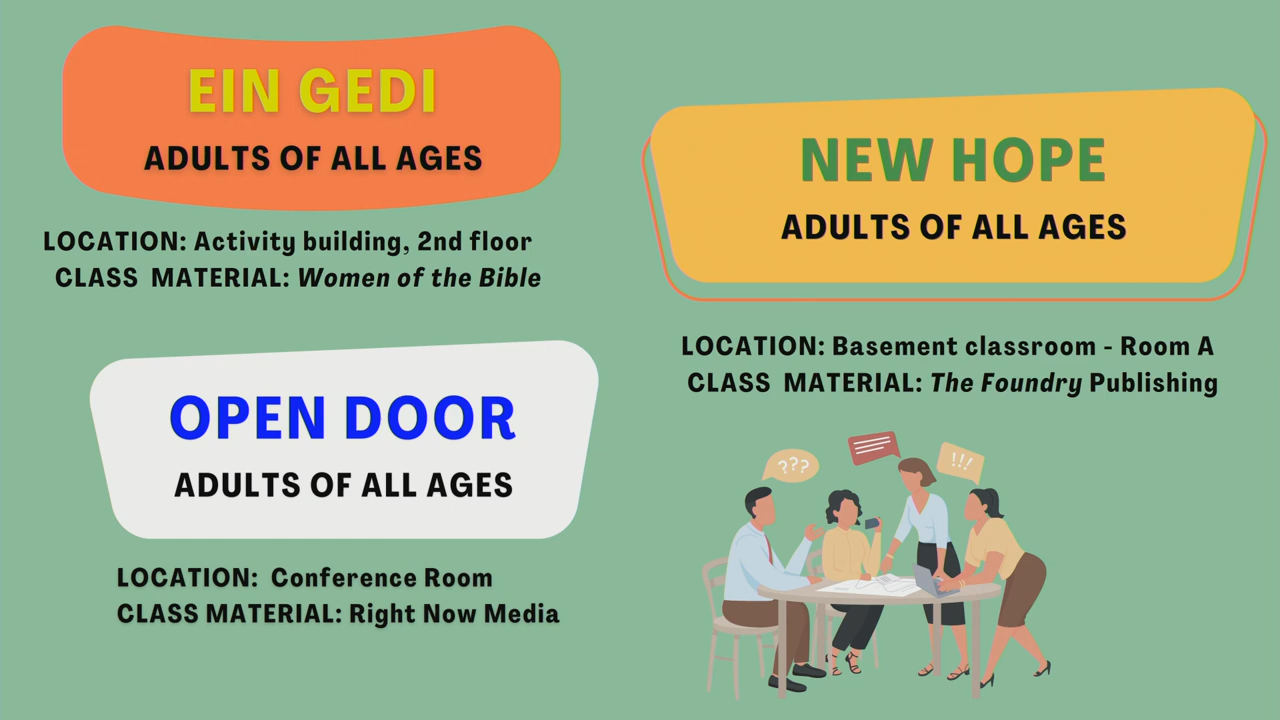 EIN GEDI
ADULTS OF ALL AGES
LOCATION: Activity building, 2nd floor
CLASS MATERIAL: Women of the Bible
OPEN DOOR
ADULTS OF ALL AGES
LOCATION: Conference Room
CLASS MATERIAL: Right Now Media
NEW HOPE
ADULTS OF ALL AGES
LOCATION: Basement classroom - Room A
CLASS MATERIAL: The Foundry Publishing
???
!!!